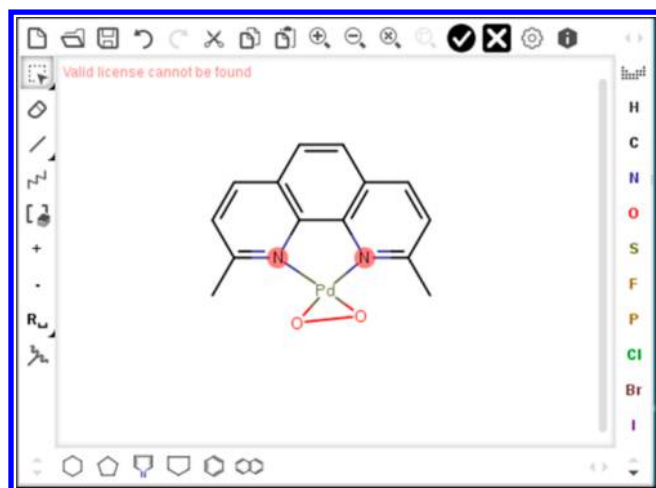 Valid license cannot be found
H
C
N
O
S
F
P
Cl
Br
I
[ ]
+
-
R
N
N
N
Pd
O
O